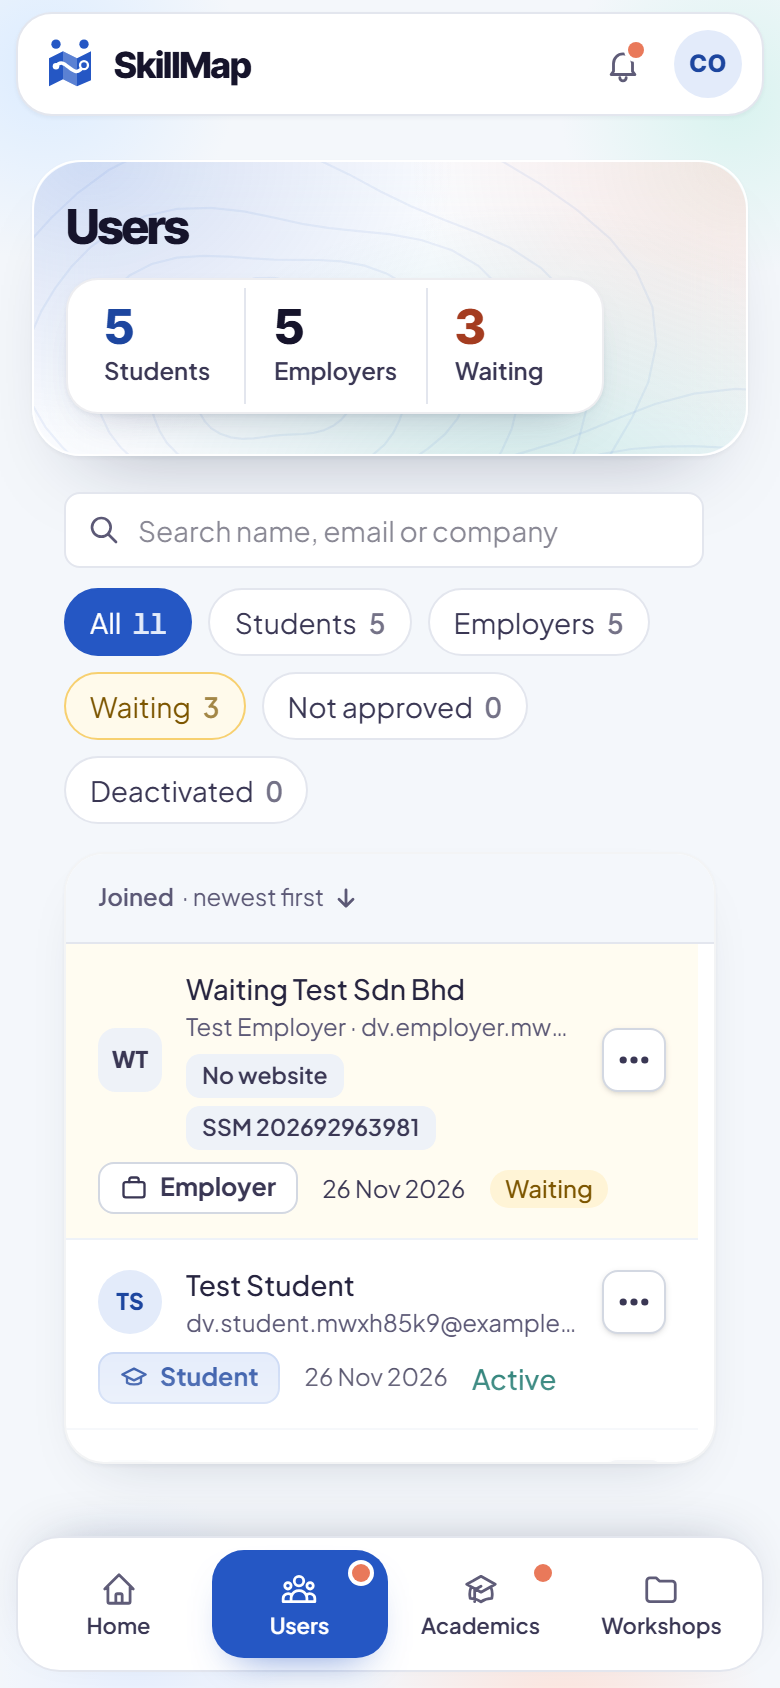 SkillMap
CO
Users
5 5 3
Students Employers Waiting
Search name, email or company
All 11 Students 5 Employers 5
Waiting 3 Not approved 0
Deactivated 0
Joined · newest first
Waiting Test Sdn Bhd
Test Employer · dv.employer.mw...
WT
No website
SSM 202692963981
Employer 26 Nov 2026 Waiting
Test Student
TS
dv.student.mwxh85k9@example...
Student 26 Nov 2026 Active
Home Users Academics Workshops